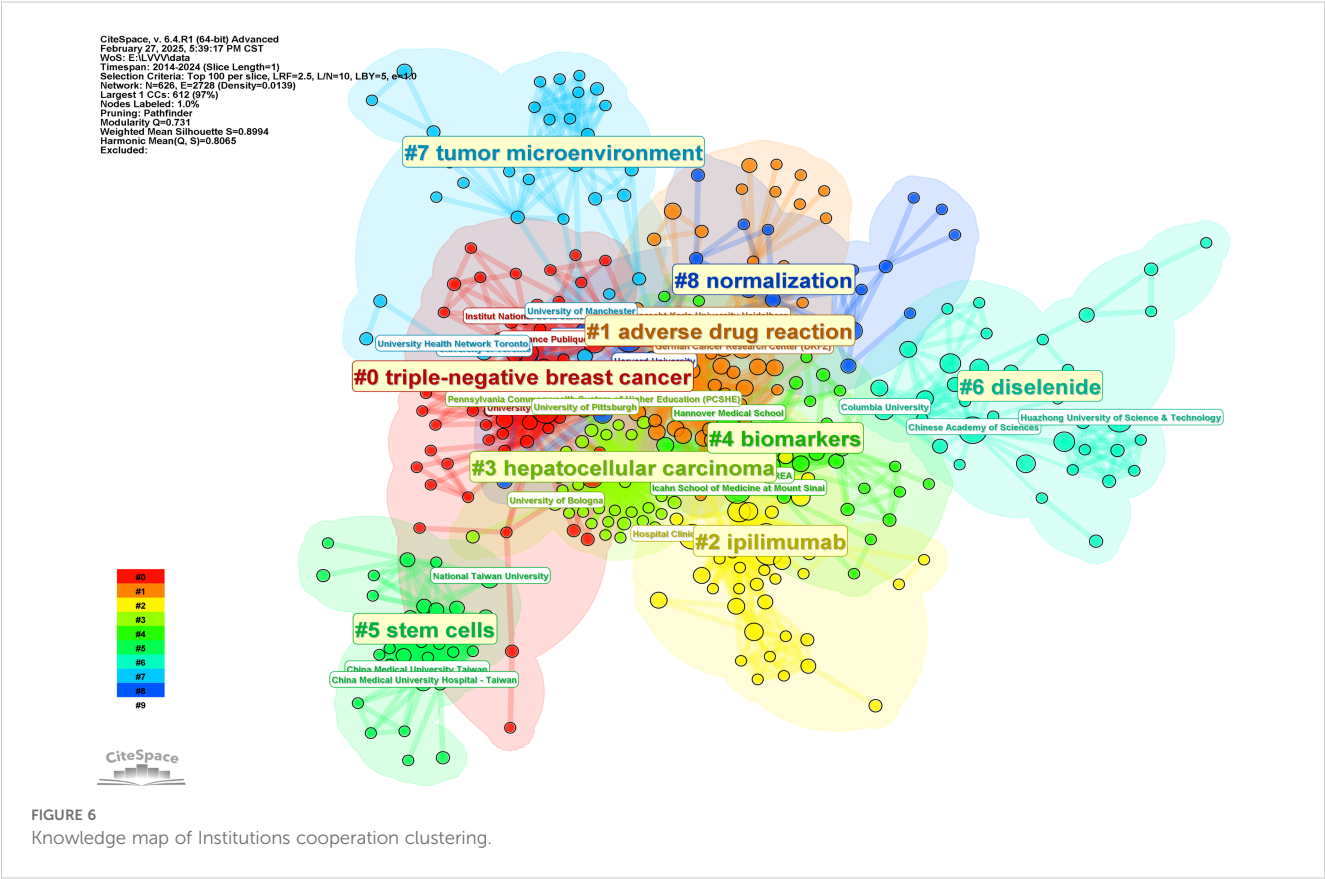 CiteSpace, v. 6.4.R1 (64-bit) Advanced
February 27, 2025, 5:39:17 PM CST
WoS: E:\LVVV\data
Timespan: 2014-2024 (Slice Length=1)
Selection Criteria: Top 100 per slice, LRF=2.5, L/N=10, LBY=5, e=1.0
Network: N=626, E=2728 (Density=0.0139)
Largest 1 CCs: 612 (97%)
Nodes Labeled: 1.0%
Pruning: Pathfinder
Modularity Q=0.731
Weighted Mean Silhouette S=0.8994
Harmonic Mean(Q, S)=0.8065
Excluded:
#7 tumor microenvironment
#8 normalization
University of Manchester
Institut National
#1 adverse drug reaction
University Health Network Toronto
German Cancer Research Center (DKFZ)
Harvard University
#0 triple-negative breast cancer
#6 diselenide
Pennsylvania Commonwealth System of Higher Education (PCSHE)
University
University of Pittsburgh
Hannover Medical School
Columbia University
Huazhong University of Science & Technology
Chinese Academy of Sciences
#4 biomarkers
#3 hepatocellular carcinoma
Icahn School of Medicine at Mount Sinai
University of Bologna
Hospital Clinic
#2 ipilimumab
National Taiwan University
#5 stem cells
China Medical University Taiwan
China Medical University Hospital - Taiwan
#0
#1
#2
#3
#4
#5
#6
#7
#8
#9
CiteSpace
FIGURE 6
Knowledge map of Institutions cooperation clustering.